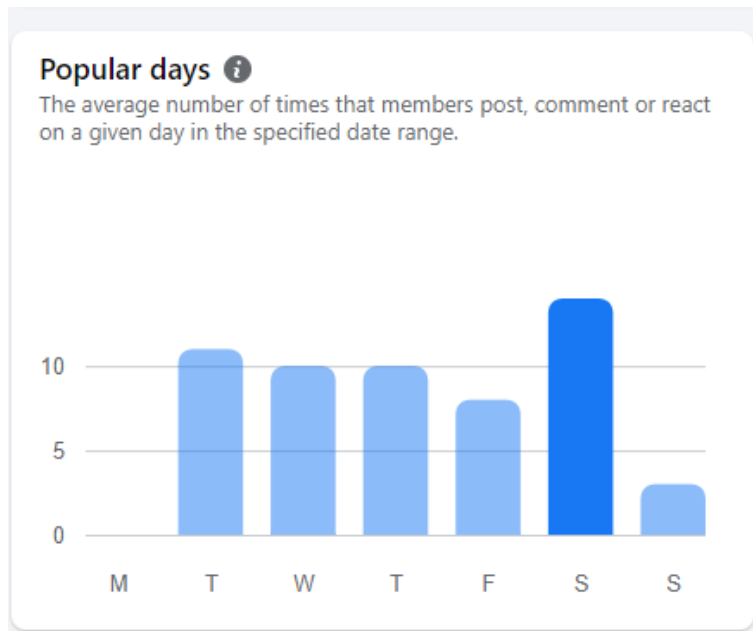 Popular days
The average number of times that members post, comment or react
on a given day in the specified date range.
10
5
0
M T W T F S S